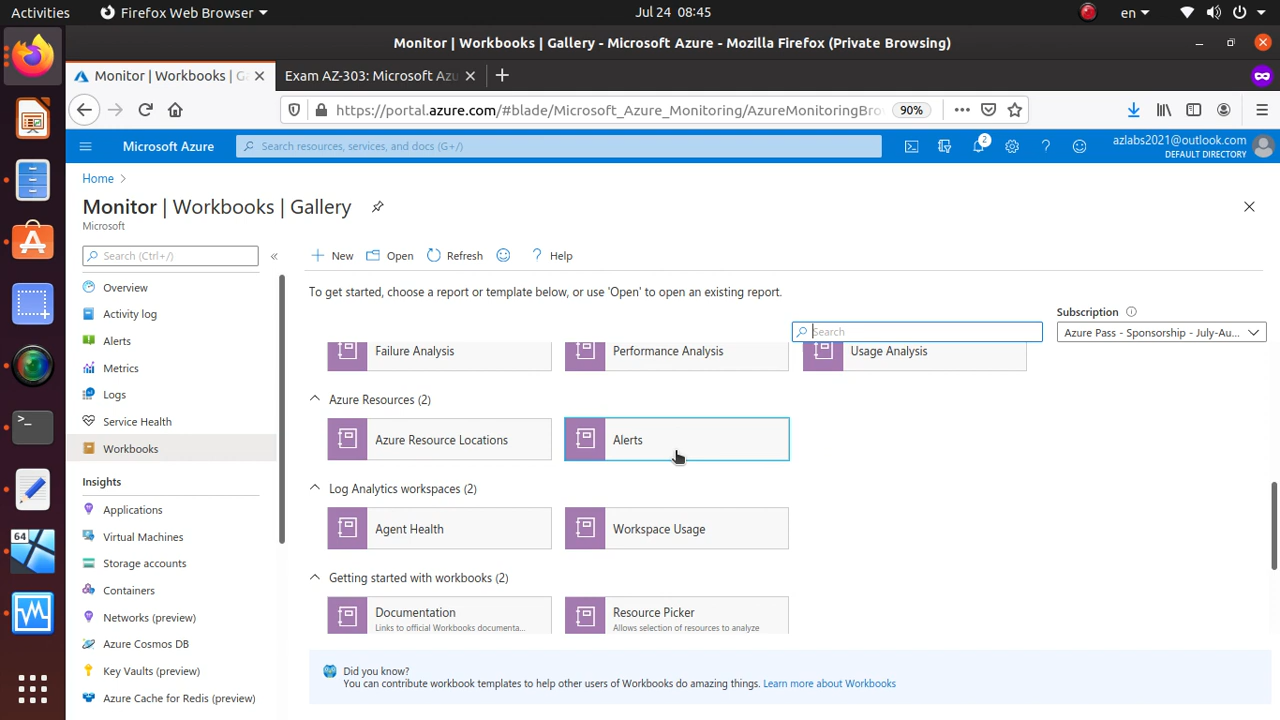 Activities
Firefox Web Browser
Jul 24 08:45
en
Monitor | Workbooks | Gallery - Microsoft Azure - Mozilla Firefox (Private Browsing)
Monitor | Workbooks | G
Exam AZ-303: Microsoft Azu
https://portal.azure.com/#blade/Microsoft_Azure_Monitoring/AzureMonitoringBro
90%
Microsoft Azure
Search resources, services, and docs (G+/)
2
azlabs2021@outlook.com
DEFAULT DIRECTORY
Home
Monitor | Workbooks | Gallery
Microsoft
Search (Ctrl+/)
New
Open
Refresh
Help
To get started, choose a report or template below, or use 'Open' to open an existing report.
Search
Subscription
Azure Pass - Sponsorship - July-Au...
Overview
Activity log
Alerts
Metrics
Logs
Service Health
Workbooks
Insights
Applications
Virtual Machines
Storage accounts
Containers
Networks (preview)
Azure Cosmos DB
Key Vaults (preview)
Azure Cache for Redis (preview)
Failure Analysis
Performance Analysis
Usage Analysis
Azure Resources (2)
Azure Resource Locations
Alerts
Log Analytics workspaces (2)
Agent Health
Workspace Usage
Getting started with workbooks (2)
Documentation
Links to official Workbooks documenta...
Resource Picker
Allows selection of resources to analyze
Did you know?
You can contribute workbook templates to help other users of Workbooks do amazing things. Learn more about Workbooks
>_
64